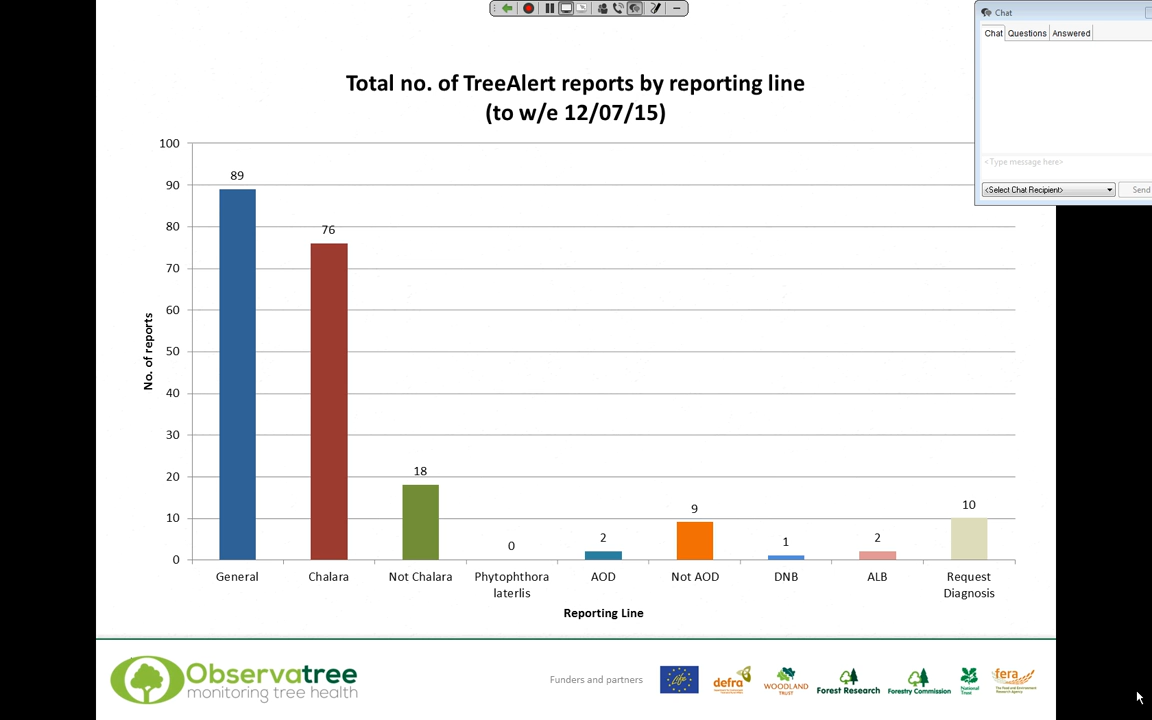 Chat
Chat Questions Answered
<Type message here>
<Select Chat Recipient>
Send
Total no. of TreeAlert reports by reporting line
(to w/e 12/07/15)
No. of reports
100
90
80
70
60
50
40
30
20
10
0
89
76
18
0
2
9
1
2
10
General
Chalara
Not Chalara
Phytophthora
laterlis
AOD
Not AOD
DNB
ALB
Request
Diagnosis
Reporting Line
Observatree
monitoring tree health
Funders and partners
defra
WOODLAND
TRUST
Forest Research
Forestry Commission
National
Trust
fera